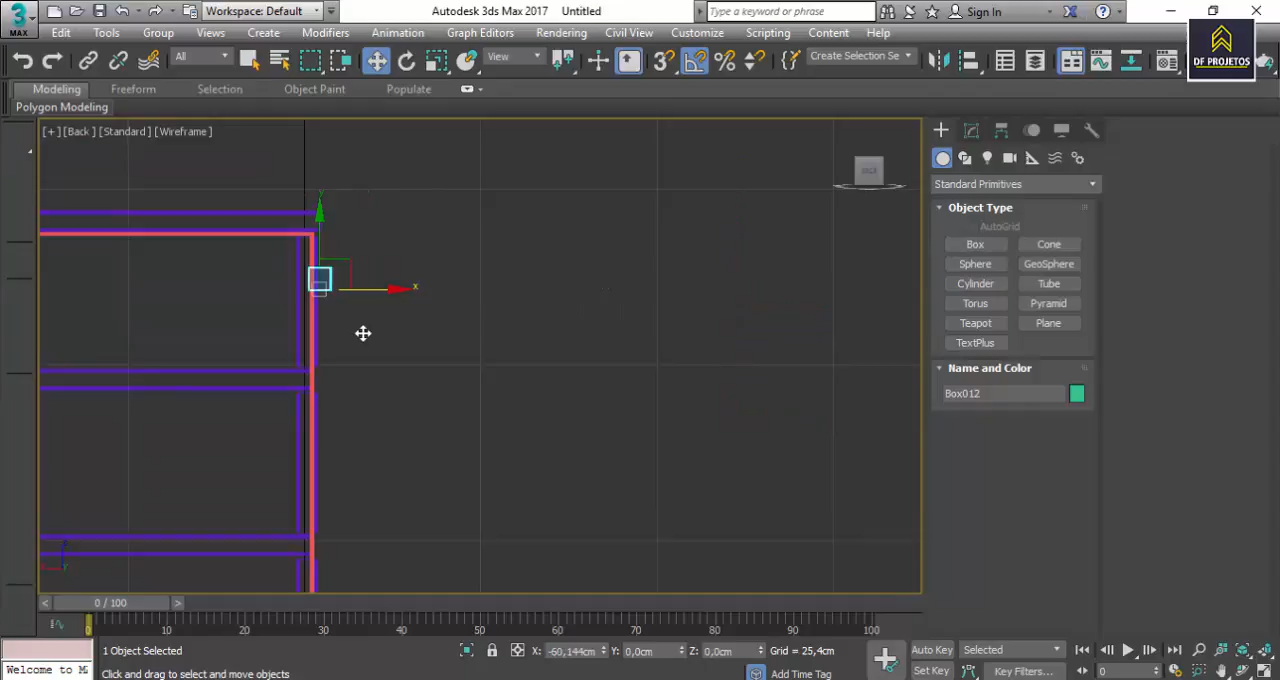 MAX
Workspace: Default
Autodesk 3ds Max 2017    Untitled
Type a keyword or phrase
Sign In
Edit Tools Group Views Create Modifiers Animation Graph Editors Rendering Civil View Customize Scripting Content Help
All
View
Create Selection Se
DF PROJETOS
Modeling Freeform Selection Object Paint Populate
Polygon Modeling
[+] [Back ] [Standard ] [Wireframe ]
Standard Primitives
Object Type
AutoGrid
Box Cone
Sphere GeoSphere
Cylinder Tube
Torus Pyramid
Teapot Plane
TextPlus
Name and Color
Box012
y
x
0 / 100
0 10 20 30 40 50 60 70 80 90 100
1 Object Selected
X: -60,144cm Y: 0,0cm Z: 0,0cm Grid = 25,4cm
Auto Key Selected
Welcome to M
Click and drag to select and move objects
Add Time Tag
Set Key Key Filters...
0